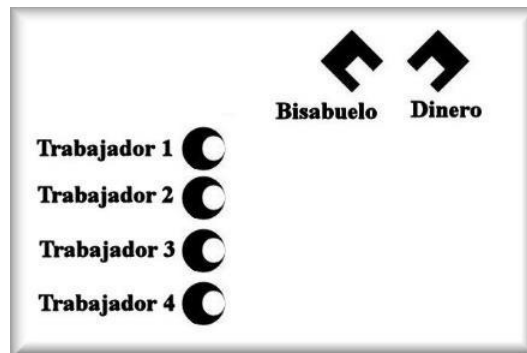 Bisabuelo Dinero
Trabajador 1
Trabajador 2
Trabajador 3
Trabajador 4